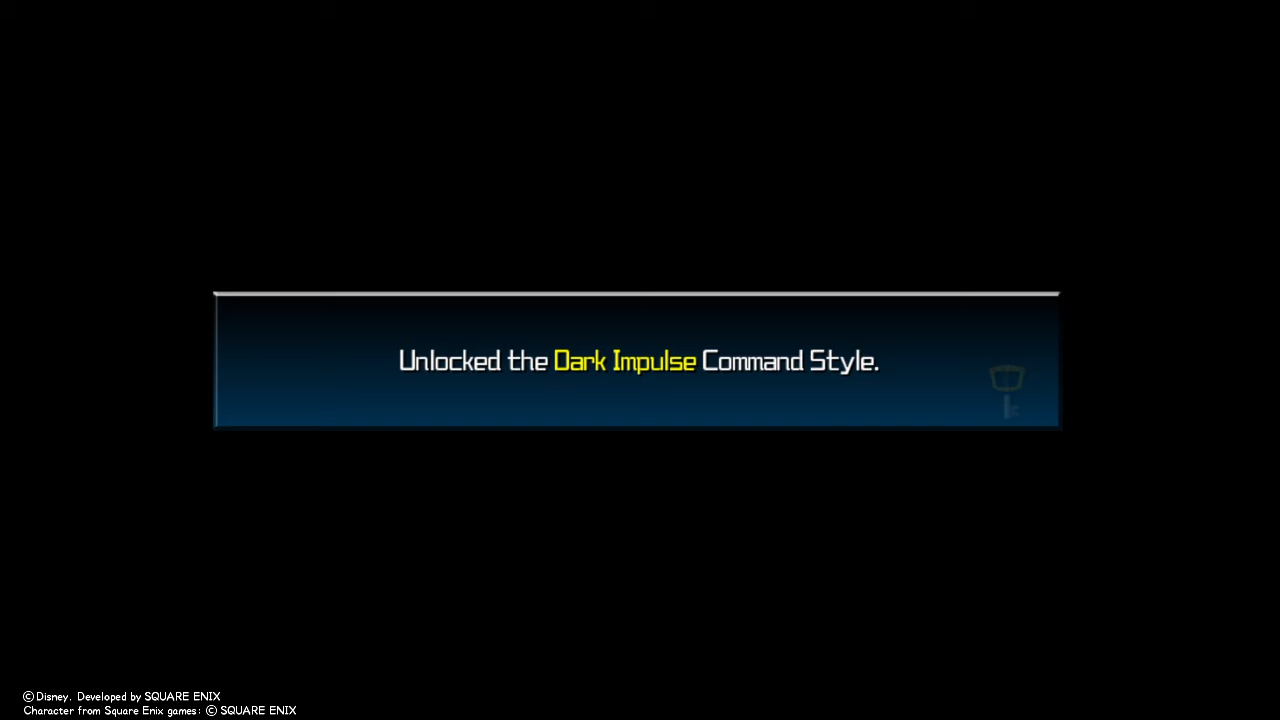 Unlocked the Dark Impulse Command Style.
©Disney. Developed by SQUARE ENIX
Character from Square Enix games: © SQUARE ENIX